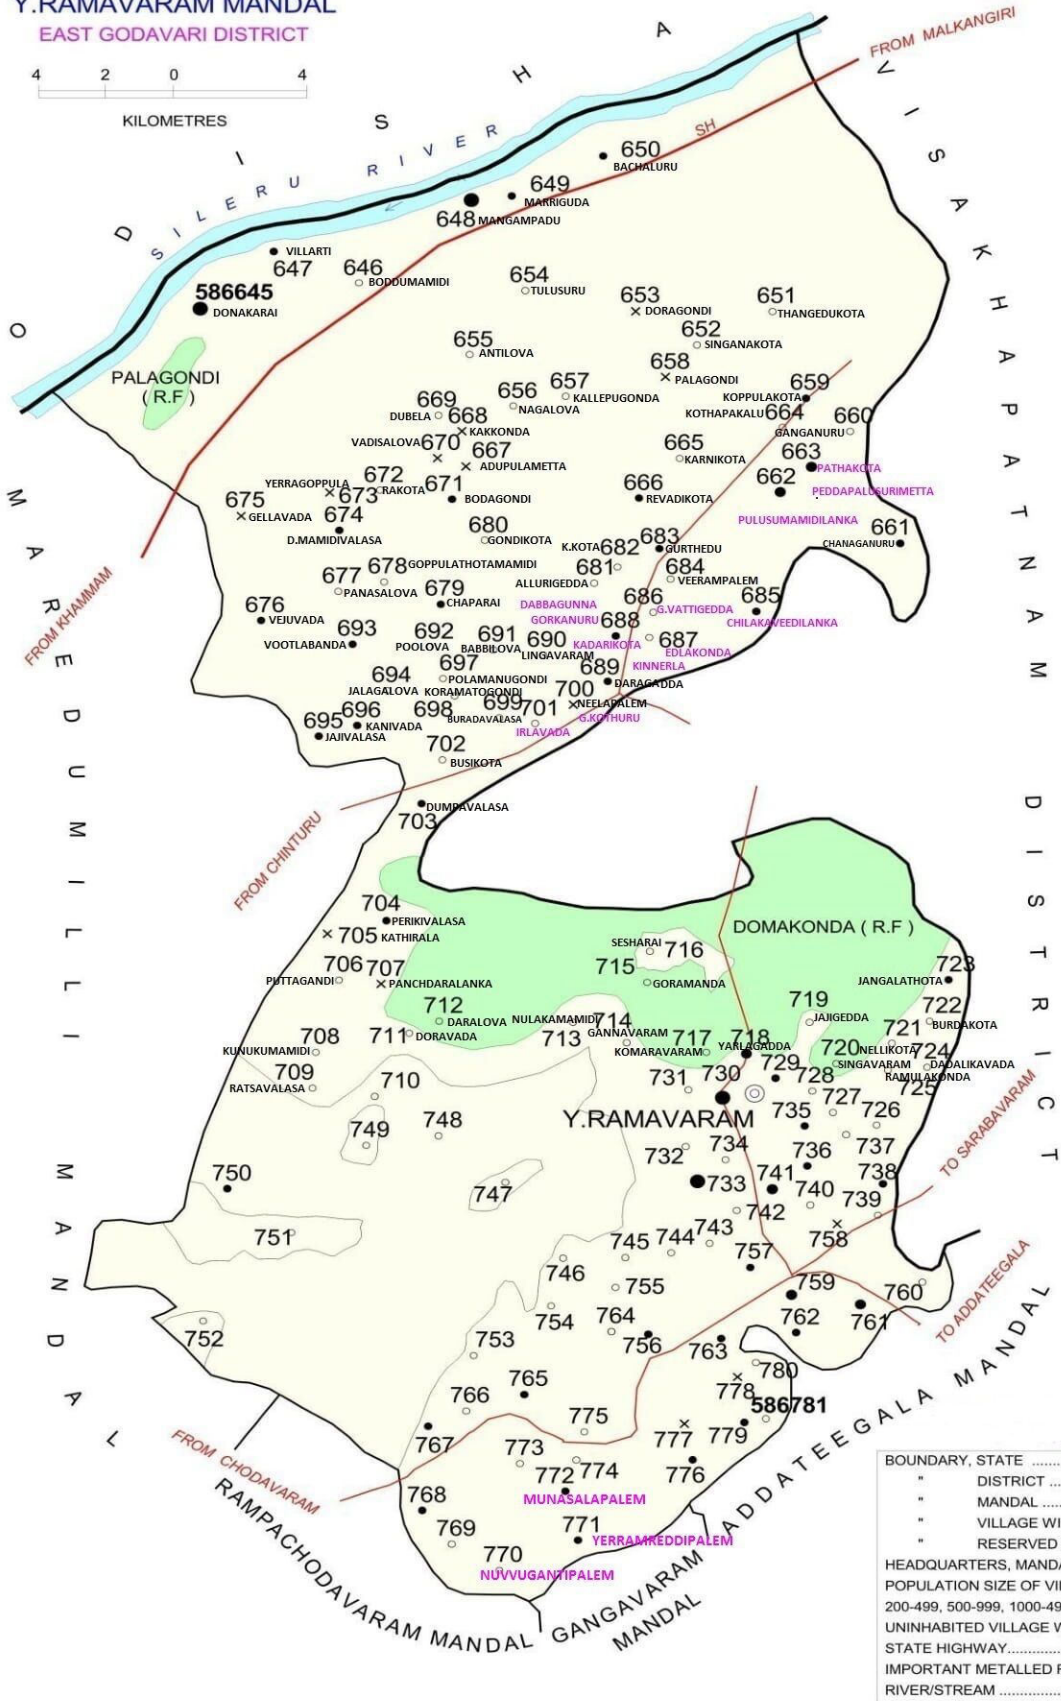 Y.RAMAVARAM MANDAL
EAST GODAVARI DISTRICT
4 2 0 4
KILOMETRES
ODISHA
SILERU RIVER
FROM MALKANGIRI
SH
VISAKHAPATNAM DISTRICT
650
BACHALURU
649
MARRIGUDA
648 MANGAMPADU
VILLARTI
647
646
BODDUMAMIDI
586645
DONAKARAI
654
TULUSURU
653
DORAGONDI
651
THANGEDUKOTA
652
SINGANAKOTA
655
ANTILOVA
658
PALAGONDI
PALAGONDI
( R.F )
657
KALLEPUGONDA
656
NAGALOVA
659
KOPPULAKOTA
669
DUBELA
668
KAKKONDA
KOTHAPAKALU 664
660
GANGANURU
VADISALOVA 670
667
ADUPULAMETTA
665
KARNIKOTA
663
PATHAKOTA
662
PEDDAPALUSURIMETTA
672
RAKOTA
671
BODAGONDI
666
REVADIKOTA
YERRAGOPPULA
673
675
GELLAVADA
674
D.MAMIDIVALASA
PULUSUMAMIDILANKA
661
CHANAGANURU
680
GONDIKOTA
K.KOTA 682
683
GURTHEDU
678 GOPPULATHOTAMAMIDI
681
ALLURIGEDDA
684
VEERAMPALEM
677
PANASALOVA
679
CHAPARAI
DABBAGUNNA
686
G.VATTIGEDDA
685
CHILAKAVEEDILANKA
676
VEJUVADA
GORKANURU
688
693
VOOTLABANDA
692
POOLOVA
691
BABBILOVA
690
LINGAVARAM
KADARIKOTA
687
EDLAKONDA
KINNERLA
697
POLAMANUGONDI
689
DARAGADDA
694
JALAGALOVA
KORAMATOGONDI
700
NEELAPALEM
G.KOTHURU
695
JAJIVALASA
696
KANIVADA
698
699
BURADAVALASA
701
IRLAVADA
702
BUSIKOTA
DUMPAVALASA
703
FROM KHAMMAM
FROM CHINTURU
MAREDUMILLI MANDAL
704
PERIKIVALASA
705 KATHIRALA
DOMAKONDA ( R.F )
SESHARAI
716
706
PUTTAGANDI
707
PANCHDARALANKA
715
GORAMANDA
723
JANGALATHOTA
712
DARALOVA
NULAKAMAMIDI
714
GANNAVARAM
713
719
JAJIGEDDA
722
BURDAKOTA
721
NELLIKOTA
708
KUNUKUMAMIDI
711
DORAVADA
KOMARAVARAM
717
718
YARLAGADDA
720
SINGAVARAM
724
DADALIKAVADA
RAMULAKONDA
725
709
RATSAVALASA
710
731
730
729
728
727
726
Y.RAMAVARAM
735
749
748
732
734
736
737
750
747
733
741
740
738
739
742
758
751
745
744
743
757
746
755
759
760
754
764
756
762
761
752
753
763
TO SARABAVARAM
TO ADDATEEGALA
780
778
586781
765
766
775
777
779
767
773
772
774
776
MUNASALAPALEM
FROM CHODAVARAM
768
769
771
YERRAMREDDIPALEM
770
NUVVUGANTIPALEM
RAMPACHODAVARAM MANDAL
GANGAVARAM MANDAL
ADDATEEGALA MANDAL
BOUNDARY, STATE .......
" DISTRICT ...
" MANDAL .....
" VILLAGE WI
" RESERVED
HEADQUARTERS, MANDA
POPULATION SIZE OF VI
200-499, 500-999, 1000-49
UNINHABITED VILLAGE W
STATE HIGHWAY............
IMPORTANT METALLED
RIVER/STREAM ...............